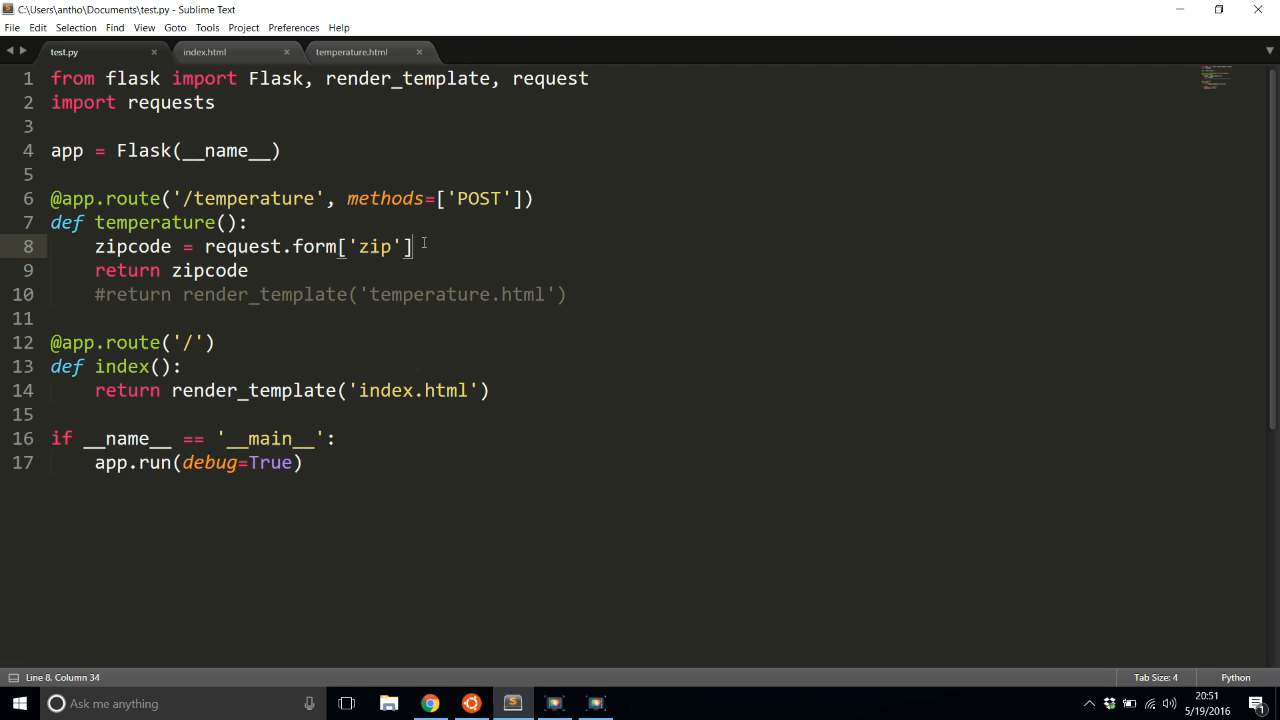 C:\Users\antho\Documents\test.py - Sublime Text
File Edit Selection Find View Goto Tools Project Preferences Help
test.py × index.html × temperature.html ×
1 from flask import Flask, render_template, request
2 import requests
3
4 app = Flask(__name__)
5
6 @app.route('/temperature', methods=['POST'])
7 def temperature():
8     zipcode = request.form['zip']
9     return zipcode
10     #return render_template('temperature.html')
11
12 @app.route('/')
13 def index():
14     return render_template('index.html')
15
16 if __name__ == '__main__':
17     app.run(debug=True)
Line 8, Column 34 Tab Size: 4 Python
Ask me anything
20:51
5/19/2016
1